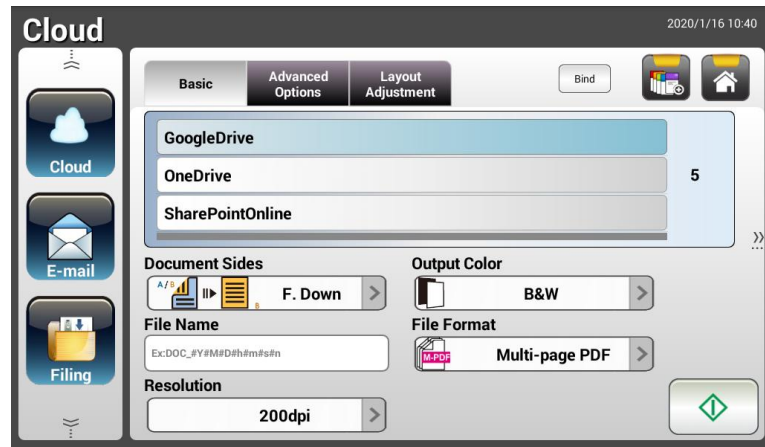 Cloud
2020/1/16 10:40
Basic
Advanced
Options
Layout
Adjustment
Bind
Cloud
GoogleDrive
OneDrive
5
SharePointOnline
E-mail
Document Sides
Output Color
A/B
B
F. Down
B&W
File Name
File Format
Ex:DOC_#Y#M#D#h#m#s#n
M-PDF
Multi-page PDF
Filing
Resolution
200dpi